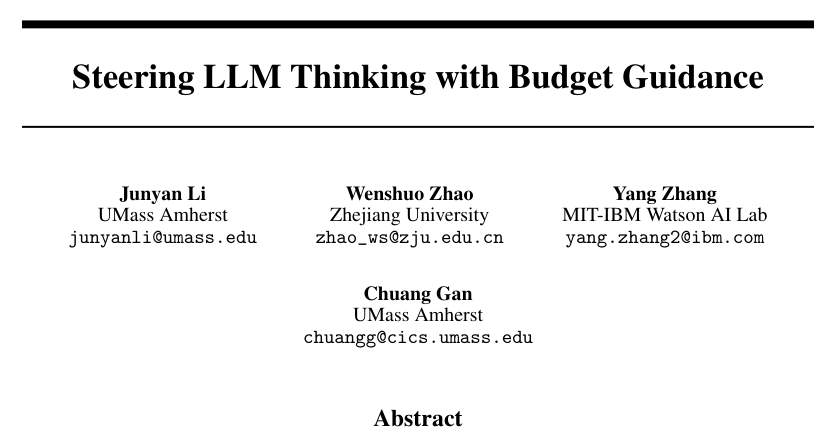 Steering LLM Thinking with Budget Guidance
Junyan Li
UMass Amherst
junyanli@umass.edu
Wenshuo Zhao
Zhejiang University
zhao_ws@zju.edu.cn
Yang Zhang
MIT-IBM Watson AI Lab
yang.zhang2@ibm.com
Chuang Gan
UMass Amherst
chuangg@cics.umass.edu
Abstract